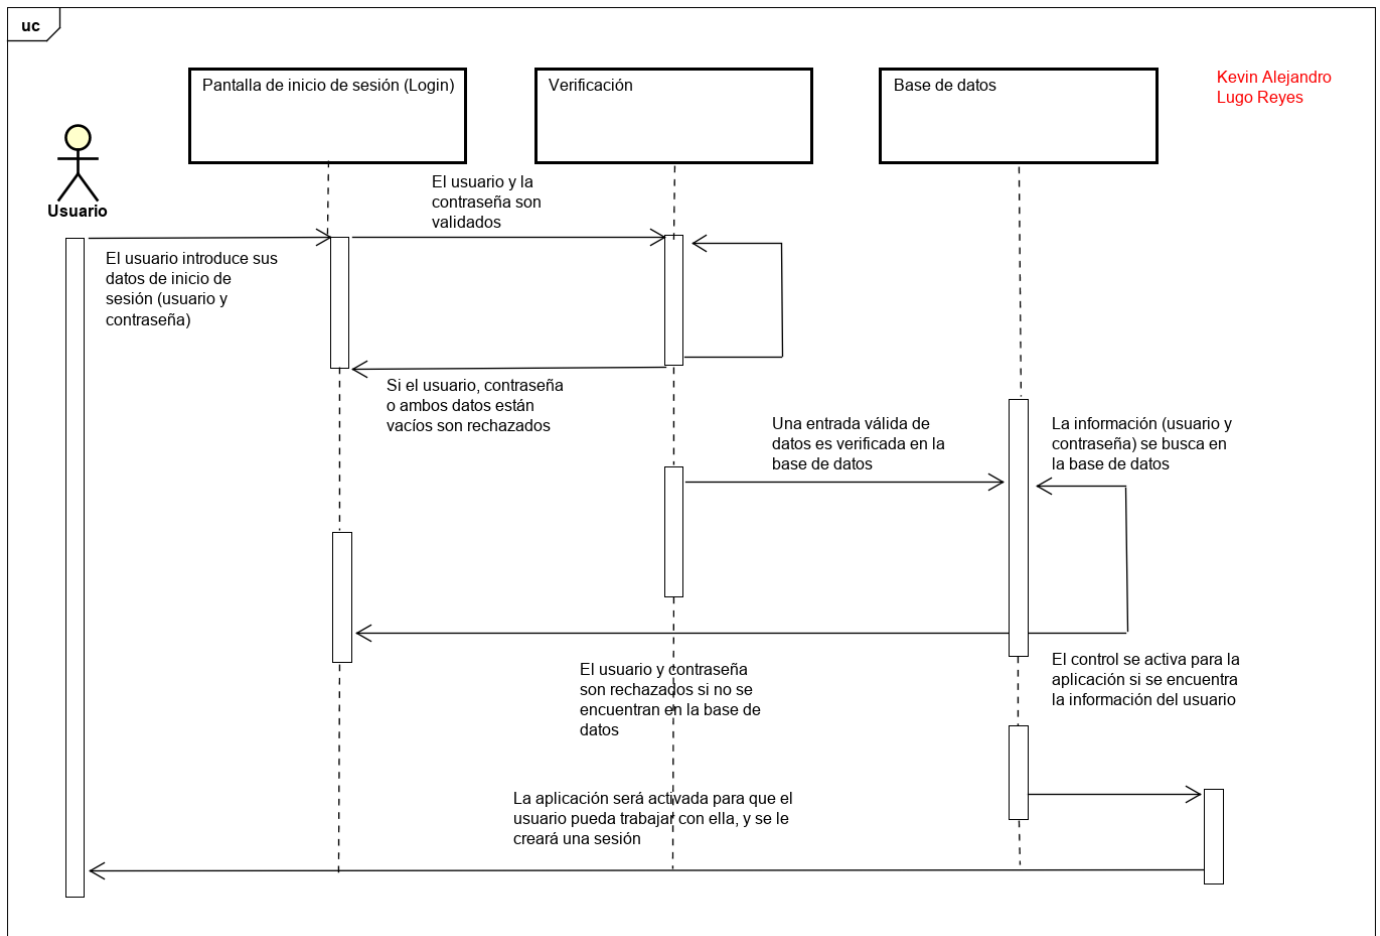 uc
Pantalla de inicio de sesión (Login)
Verificación
Base de datos
Kevin Alejandro
Lugo Reyes
Usuario
El usuario y la
contraseña son
validados
El usuario introduce sus
datos de inicio de
sesión (usuario y
contraseña)
Si el usuario, contraseña
o ambos datos están
vacíos son rechazados
Una entrada válida de
datos es verificada en la
base de datos
La información (usuario y
contraseña) se busca en
la base de datos
El usuario y contraseña
son rechazados si no se
encuentran en la base de
datos
El control se activa para la
aplicación si se encuentra
la información del usuario
La aplicación será activada para que el
usuario pueda trabajar con ella, y se le
creará una sesión